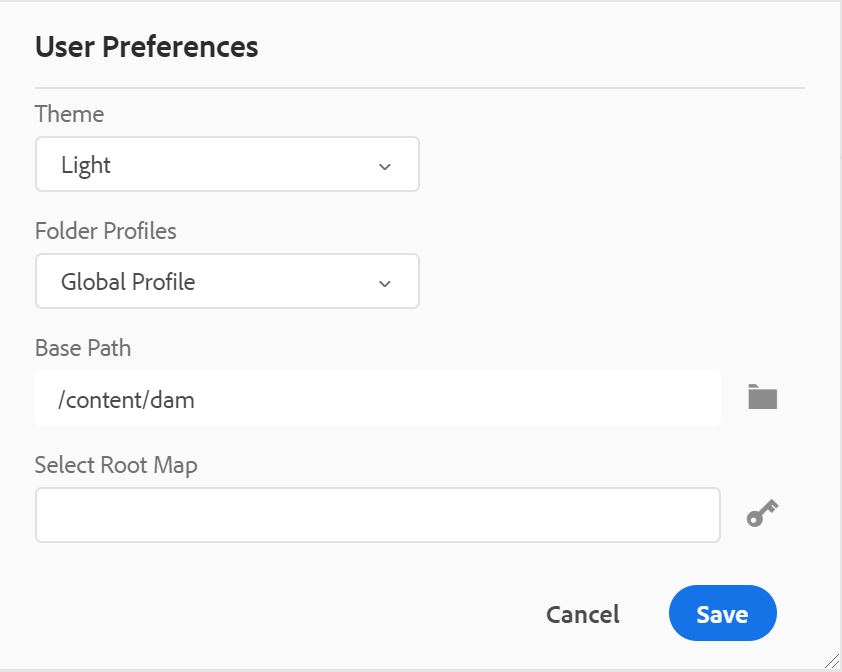 User Preferences
Theme
Light
Folder Profiles
Global Profile
Base Path
/content/dam
Select Root Map
Cancel
Save